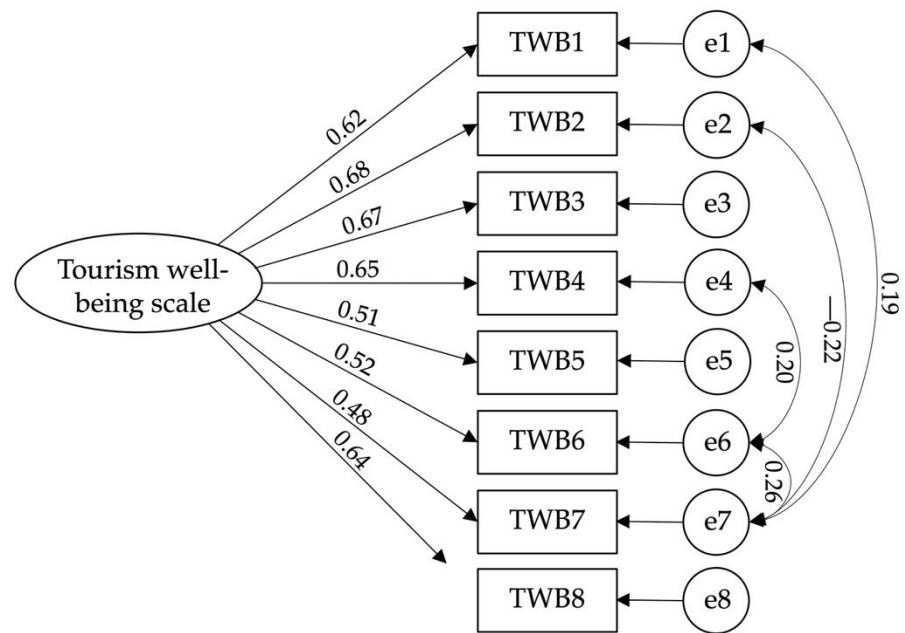 TWB1
e1
TWB2
e2
TWB3
e3
TWB4
e4
TWB5
e5
TWB6
e6
TWB7
e7
TWB8
e8
Tourism well-
being scale
0.62
0.68
0.67
0.65
0.51
0.52
0.48
0.64
0.19
—0.22
0.20
0.26